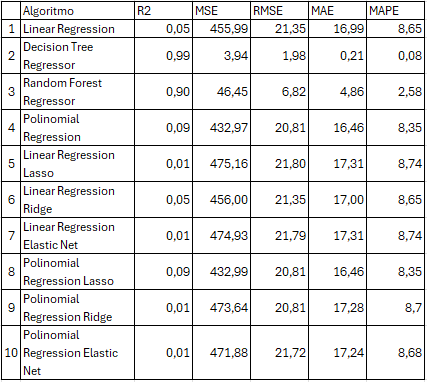 Algoritmo R2 MSE RMSE MAE MAPE
1 Linear Regression 0,05 455,99 21,35 16,99 8,65
2 Decision Tree
Regressor 0,99 3,94 1,98 0,21 0,08
3 Random Forest
Regressor 0,90 46,45 6,82 4,86 2,58
4 Polinomial
Regression 0,09 432,97 20,81 16,46 8,35
5 Linear Regression
Lasso 0,01 475,16 21,80 17,31 8,74
6 Linear Regression
Ridge 0,05 456,00 21,35 17,00 8,65
7 Linear Regression
Elastic Net 0,01 474,93 21,79 17,31 8,74
8 Polinomial
Regression Lasso 0,09 432,99 20,81 16,46 8,35
9 Polinomial
Regression Ridge 0,01 473,64 20,81 17,28 8,7
Polinomial
10 Regression Elastic 0,01 471,88 21,72 17,24 8,68
Net